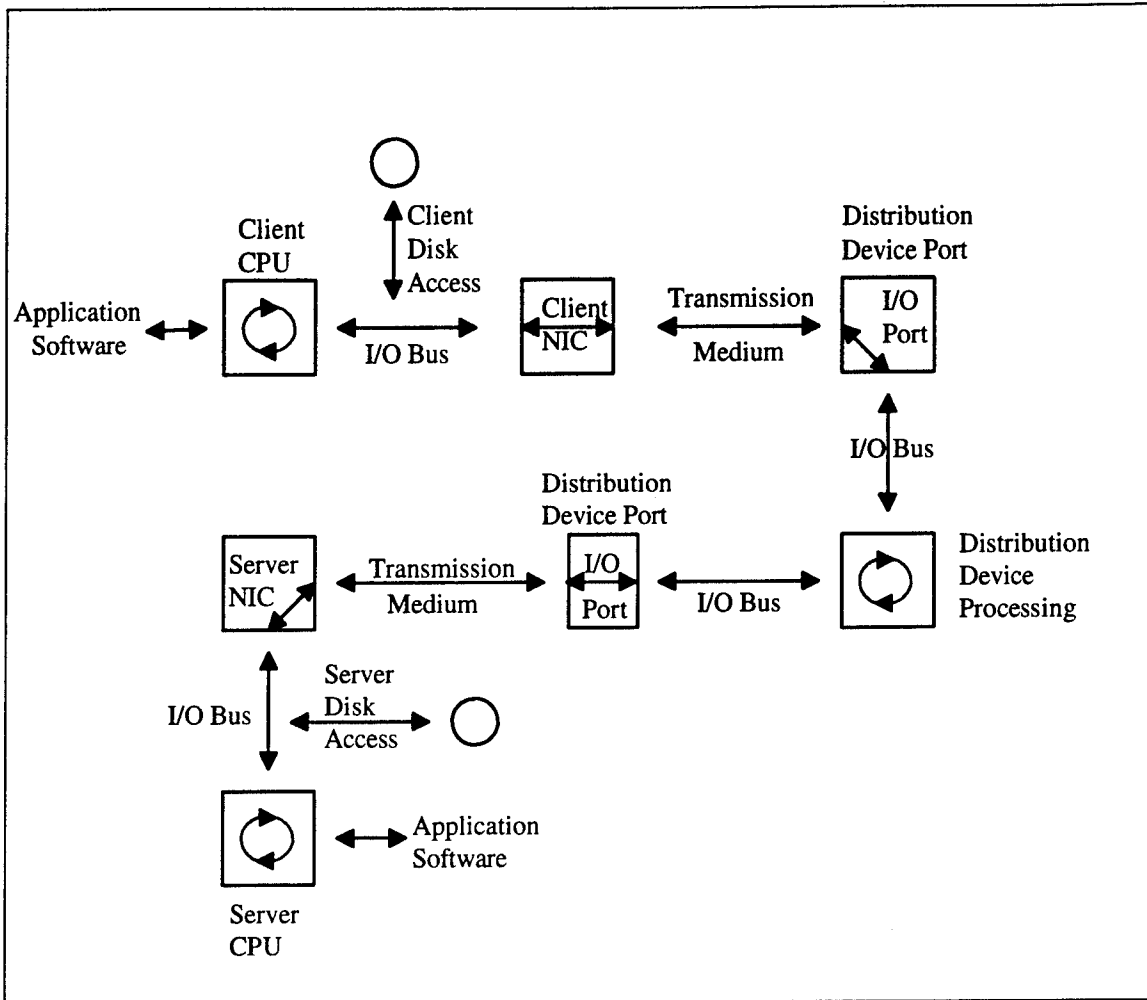 Client
CPU
Client
Disk
Access
Distribution
Device Port
Application
Software
I/O Bus
Client
NIC
Transmission
Medium
I/O
Port
I/O Bus
Distribution
Device Port
Server
NIC
Transmission
Medium
I/O
Port
I/O Bus
Distribution
Device
Processing
I/O Bus
Server
Disk
Access
Application
Software
Server
CPU